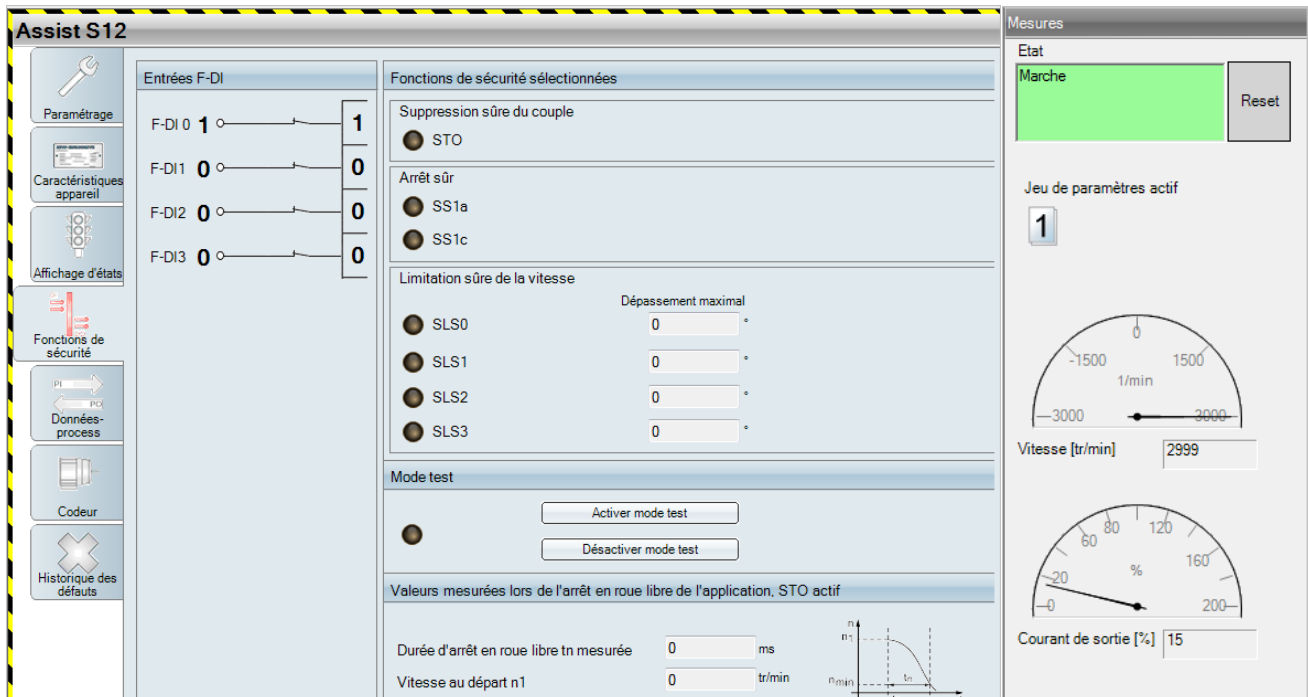 Assist S12
Paramétrage
Caractéristiques
appareil
Affichage d'états
Fonctions de
sécurité
PI
PO
Données-
process
Codeur
Historique des
défauts
Entrées F-DI
F-DI 0 1 1
F-DI1 0 0
F-DI2 0 0
F-DI3 0 0
Fonctions de sécurité sélectionnées
Suppression sûre du couple
STO
Arrêt sûr
SS1a
SS1c
Limitation sûre de la vitesse
Dépassement maximal
SLS0 0 °
SLS1 0 °
SLS2 0 °
SLS3 0 °
Mode test
Activer mode test
Désactiver mode test
Valeurs mesurées lors de l'arrêt en roue libre de l'application, STO actif
Durée d'arrêt en roue libre tn mesurée 0 ms
Vitesse au départ n1 0 tr/min
n
n1
nmin
tn
Mesures
Etat
Marche
Reset
Jeu de paramètres actif
1
0
-1500 1500
1/min
-3000 3000
Vitesse [tr/min] 2999
80 120
60 160
%
20
0 200
Courant de sortie [%] 15